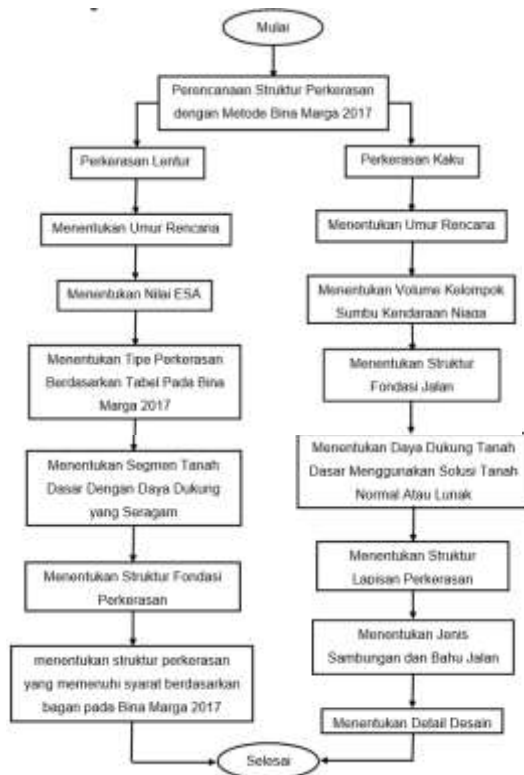 Mulai
Perencanaan Struktur Perkerasan
dengan Metode Bina Marga 2017
Perkerasan Lentur
Menentukan Umur Rencana
Menentukan Nilai ESA
Menentukan Tipe Perkerasan
Berdasarkan Tabel Pada Bina
Marga 2017
Menentukan Segmen Tanah
Dasar Dengan Daya Dukung
yang Seragam
Menentukan Struktur Fondasi
Perkerasan
menentukan struktur perkerasan
yang memenuhi syarat berdasarkan
bagan pada Bina Marga 2017
Perkerasan Kaku
Menentukan Umur Rencana
Menentukan Volume Kelompok
Sumbu Kendaraan Niaga
Menentukan Struktur
Fondasi Jalan
Menentukan Daya Dukung Tanah
Dasar Menggunakan Solusi Tanah
Normal Atau Lunak
Menentukan Struktur
Lapisan Perkerasan
Menentukan Jenis
Sambungan dan Bahu Jalan
Menentukan Detail Desain
Selesai